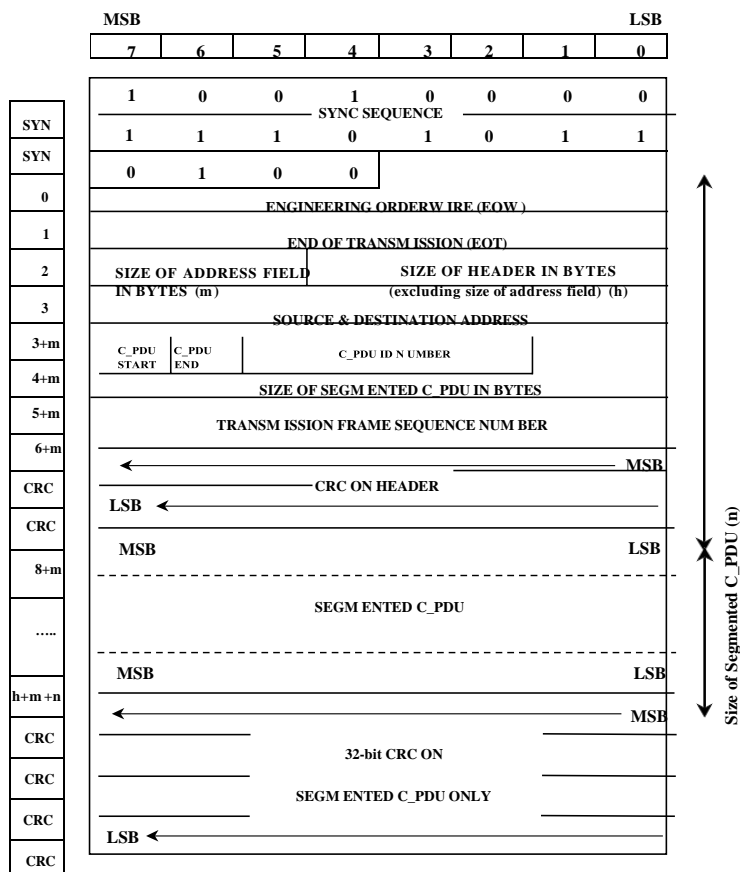 MSB LSB
7 6 5 4 3 2 1 0
1 0 0 1 0 0 0 0
SYNC SEQUENCE
SYN
1 1 1 0 1 0 1 1
SYN
0 1 0 0
0
ENGINEERING ORDERW IRE (EOW )
1
END OF TRANSM ISSION (EOT)
2
SIZE OF ADDRESS FIELD
IN BYTES (m)
SIZE OF HEADER IN BYTES
(excluding size of address field) (h)
3
SOURCE & DESTINATION ADDRESS
3+m
C_PDU
START
C_PDU
END
C_PDU ID N UMBER
4+m
SIZE OF SEGM ENTED C_PDU IN BYTES
5+m
TRANSM ISSION FRAME SEQUENCE NUM BER
6+m
MSB
CRC
CRC ON HEADER
LSB
CRC
MSB LSB
8+m
SEGM ENTED C_PDU
.....
MSB LSB
h+m +n
MSB
CRC
32-bit CRC ON
CRC
SEGM ENTED C_PDU ONLY
CRC
LSB
CRC
Size of Segmented C_PDU (n)